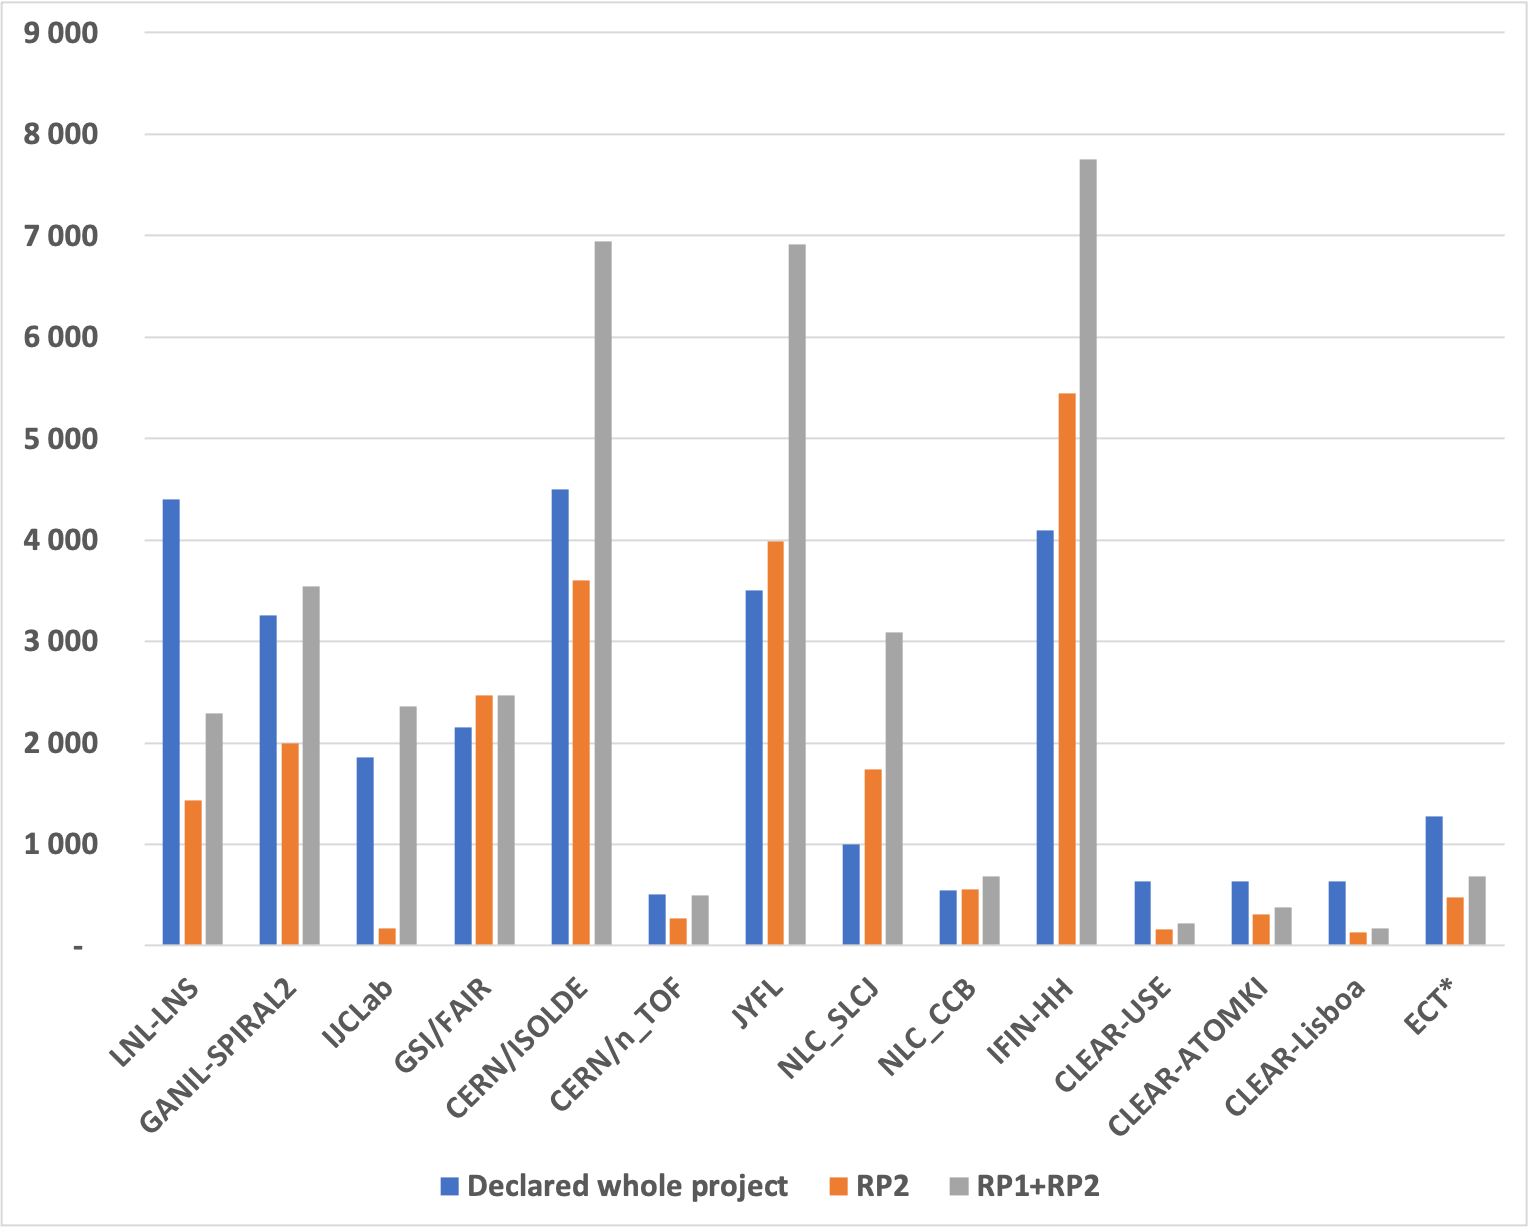 9 000
8 000
7 000
6 000
5 000
4 000
3 000
2 000
1 000
-
LNL-LNS
GANIL-SPIRAL2
IJCLab
GSI/FAIR
CERN/ISOLDE
CERN/n_TOF
JYFL
NLC_SLCJ
NLC_CCB
IFIN-HH
CLEAR-USE
CLEAR-ATOMKI
CLEAR-Lisboa
ECT*
Declared whole project RP2 RP1+RP2